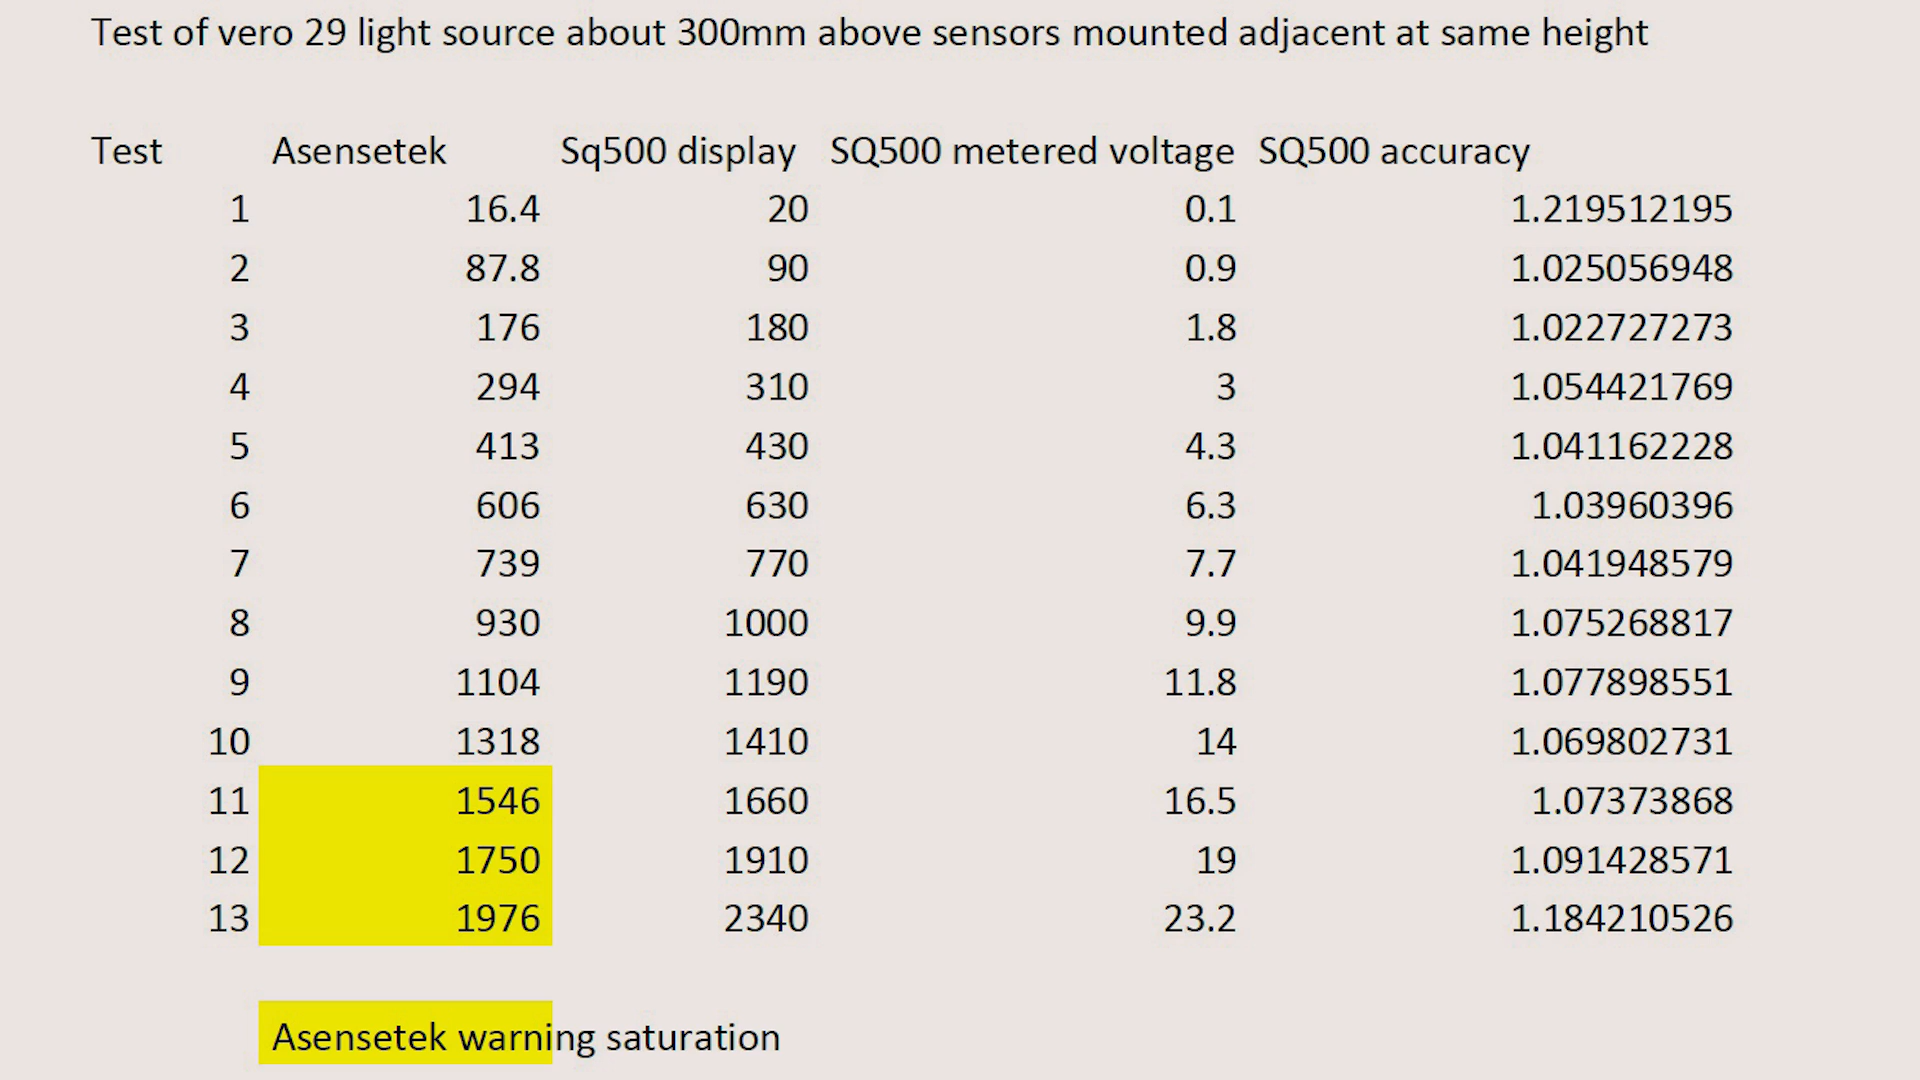 Test of vero 29 light source about 300mm above sensors mounted adjacent at same height
Test Asensetek Sq500 display SQ500 metered voltage SQ500 accuracy
1 16.4 20 0.1 1.219512195
2 87.8 90 0.9 1.025056948
3 176 180 1.8 1.022727273
4 294 310 3 1.054421769
5 413 430 4.3 1.041162228
6 606 630 6.3 1.03960396
7 739 770 7.7 1.041948579
8 930 1000 9.9 1.075268817
9 1104 1190 11.8 1.077898551
10 1318 1410 14 1.069802731
11 1546 1660 16.5 1.07373868
12 1750 1910 19 1.091428571
13 1976 2340 23.2 1.184210526
Asensetek warning saturation